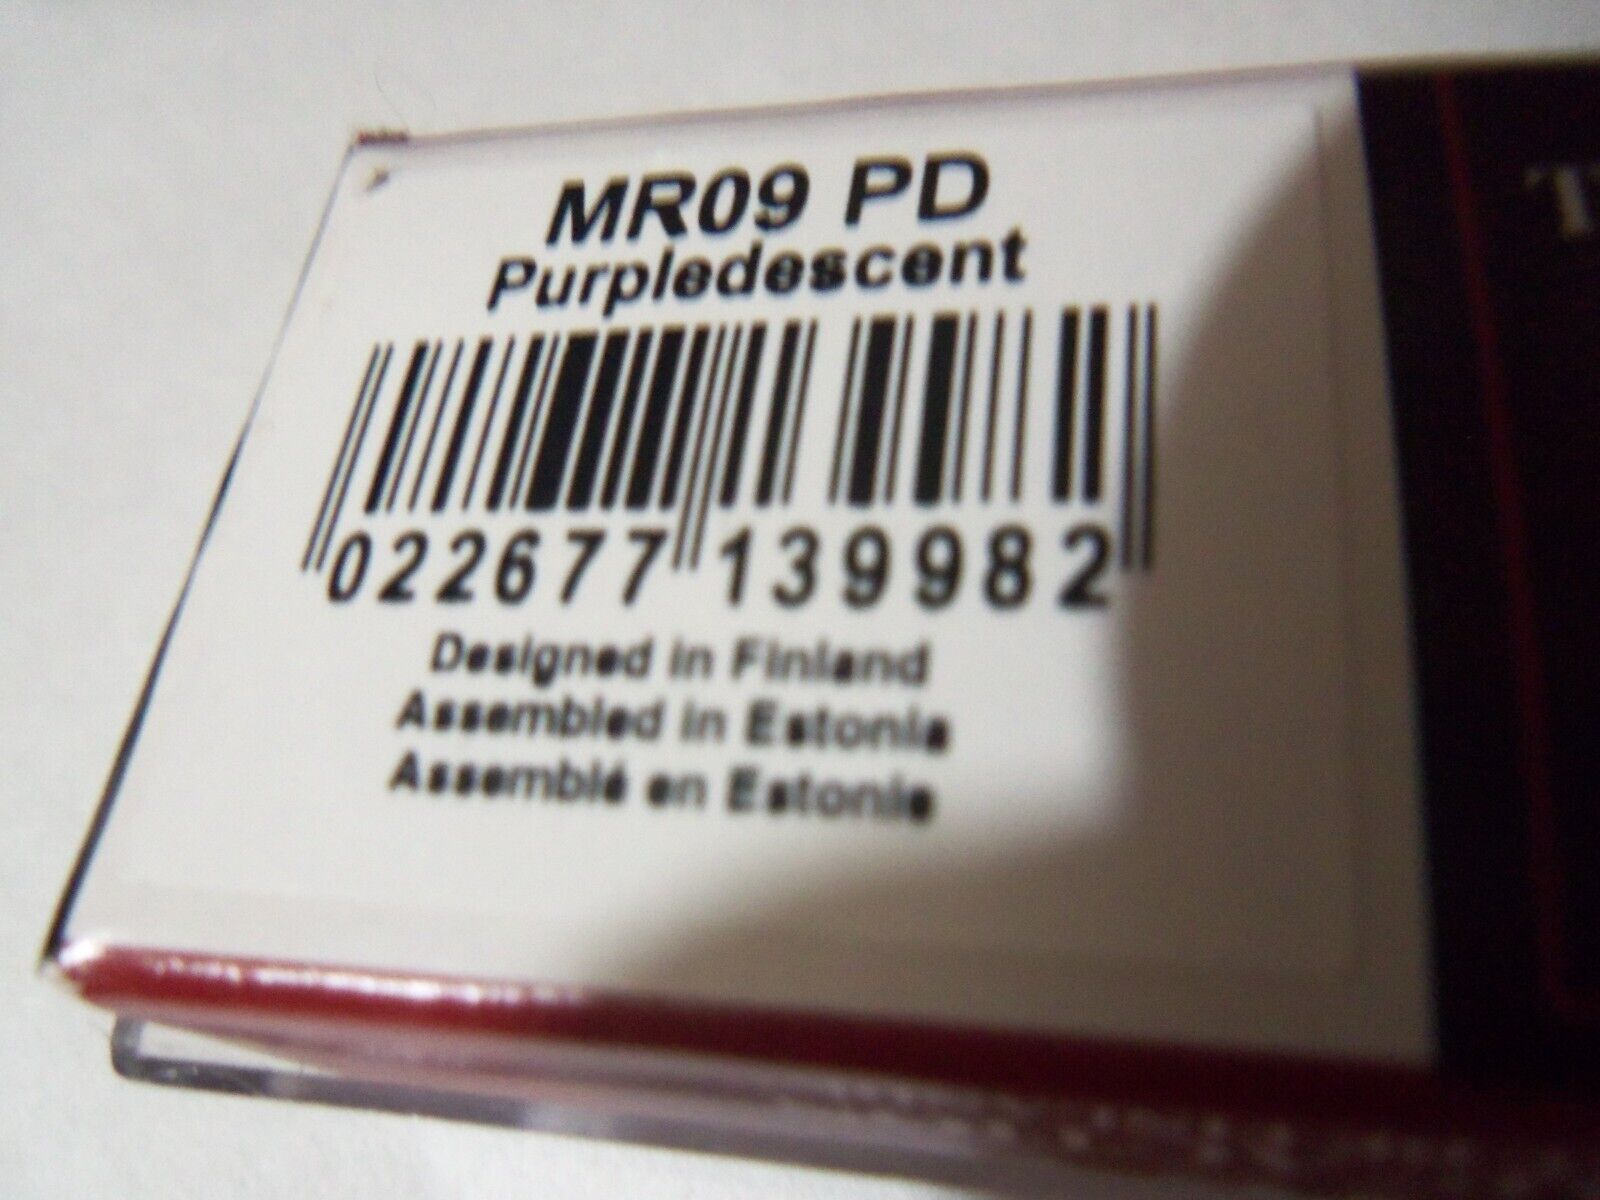 MR09 PD
Purpledescent
022677 139982
Designed in Finland
Assembled in Estonia
Assemblé en Estonie
T